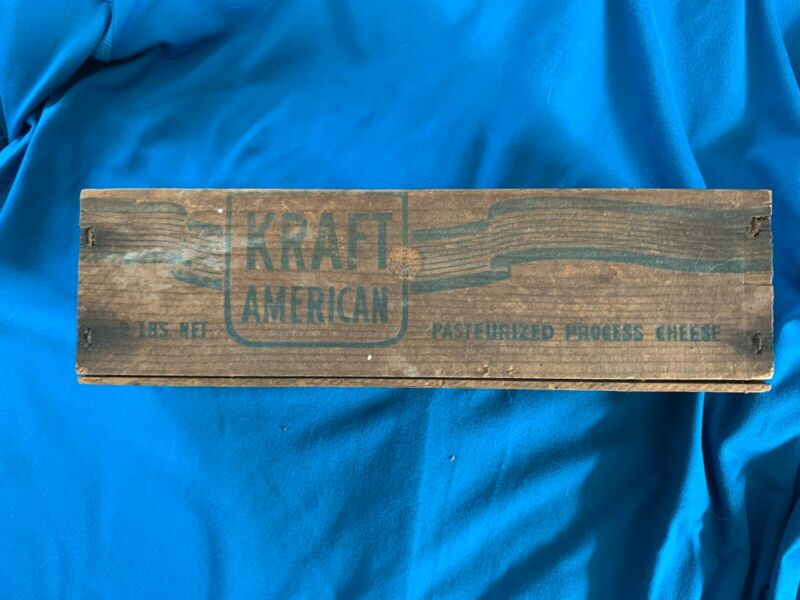 KRAFT
AMERICAN
LBS. NET
PASTEURIZED PROCESS CHEESE